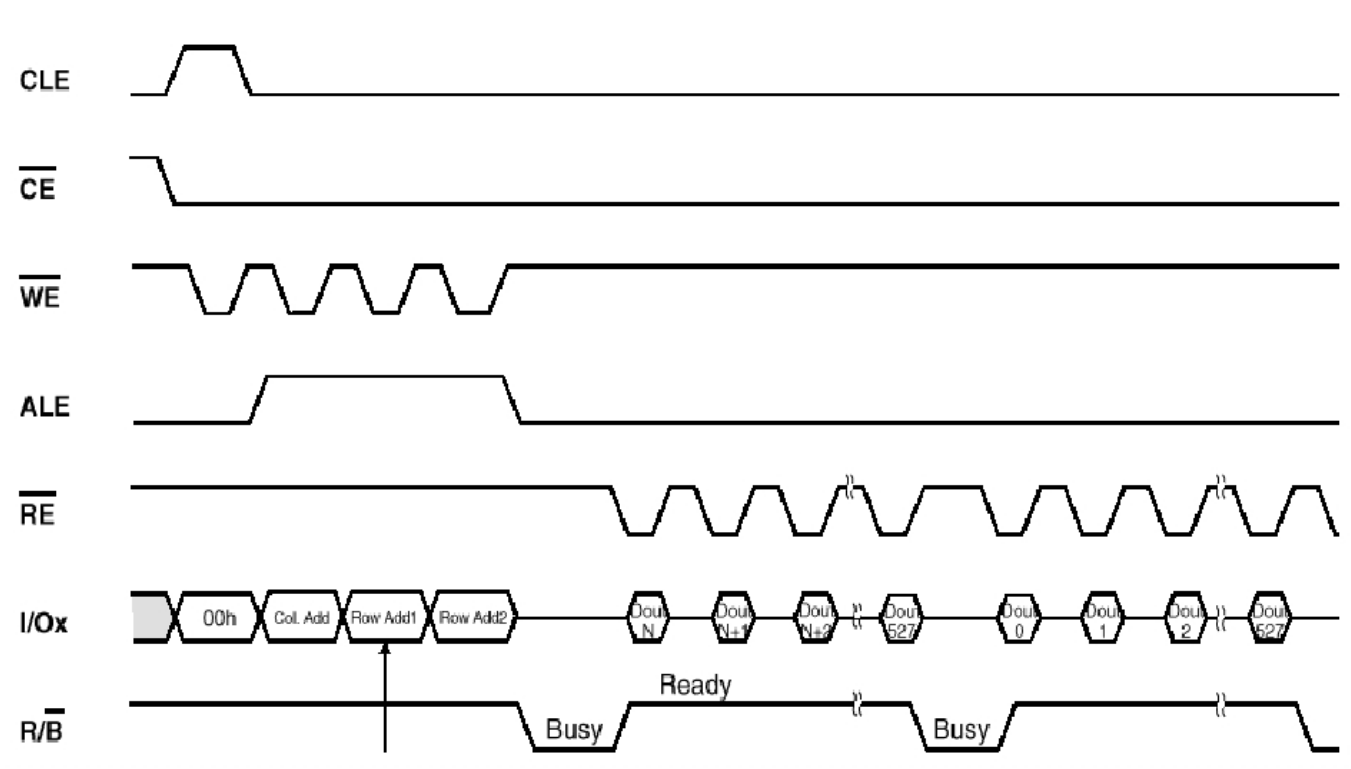 CLE
CE
WE
ALE
RE
I/Ox 00h Col. Add Row Add1 Row Add2 Dout N Dout N+1 Dout N+2 Dout 527 Dout 0 Dout 1 Dout 2 Dout 527
Ready
R/B Busy Busy